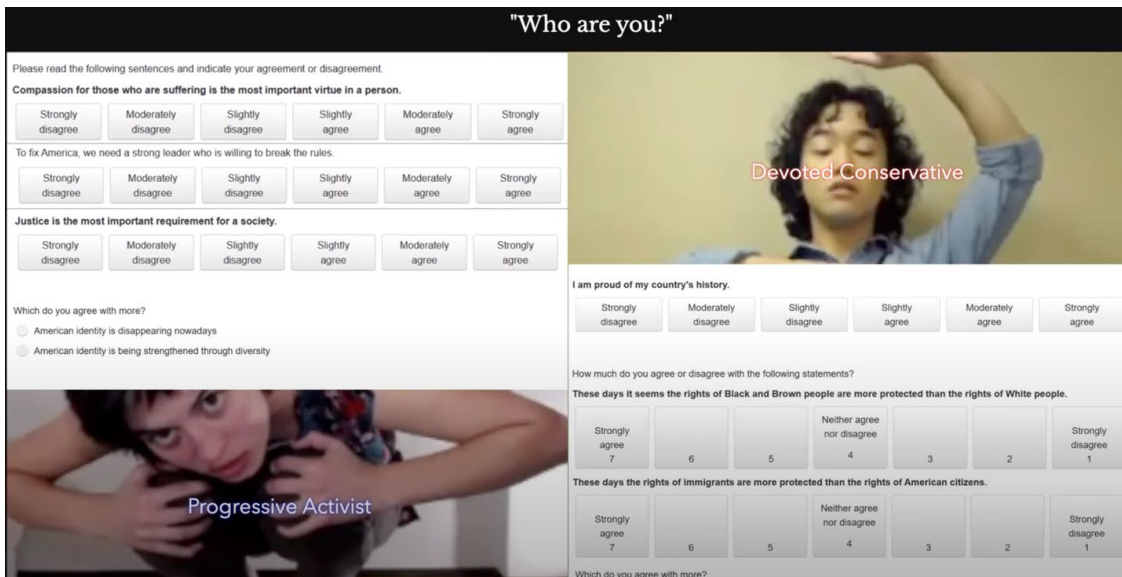 "Who are you?"
Please read the following sentences and indicate your agreement or disagreement.
Compassion for those who are suffering is the most important virtue in a person.
Strongly disagree
Moderately disagree
Slightly disagree
Slightly agree
Moderately agree
Strongly agree
To fix America, we need a strong leader who is willing to break the rules.
Strongly disagree
Moderately disagree
Slightly disagree
Slightly agree
Moderately agree
Strongly agree
Justice is the most important requirement for a society.
Strongly disagree
Moderately disagree
Slightly disagree
Slightly agree
Moderately agree
Strongly agree
Which do you agree with more?
American identity is disappearing nowadays
American identity is being strengthened through diversity
Progressive Activist
Devoted Conservative
I am proud of my country's history.
Strongly disagree
Moderately disagree
Slightly disagree
Slightly agree
Moderately agree
Strongly agree
How much do you agree or disagree with the following statements?
These days it seems the rights of Black and Brown people are more protected than the rights of White people.
Strongly agree 7
6
5
Neither agree nor disagree 4
3
2
Strongly disagree 1
These days the rights of immigrants are more protected than the rights of American citizens.
Strongly agree 7
6
5
Neither agree nor disagree 4
3
2
Strongly disagree 1
Which do you agree with more?